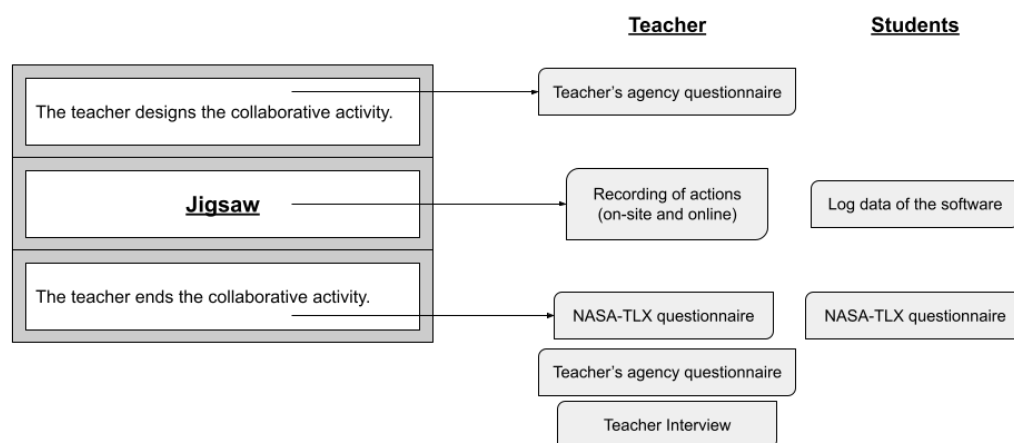 Teacher
Students
The teacher designs the collaborative activity.
Teacher’s agency questionnaire
Jigsaw
Recording of actions
(on-site and online)
Log data of the software
The teacher ends the collaborative activity.
NASA-TLX questionnaire
NASA-TLX questionnaire
Teacher’s agency questionnaire
Teacher Interview